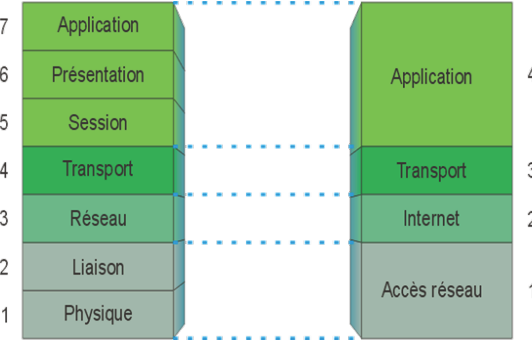 7 Application
6 Présentation
5 Session
4 Transport
3 Réseau
2 Liaison
1 Physique
Application 4
Transport 3
Internet 2
Accès réseau 1